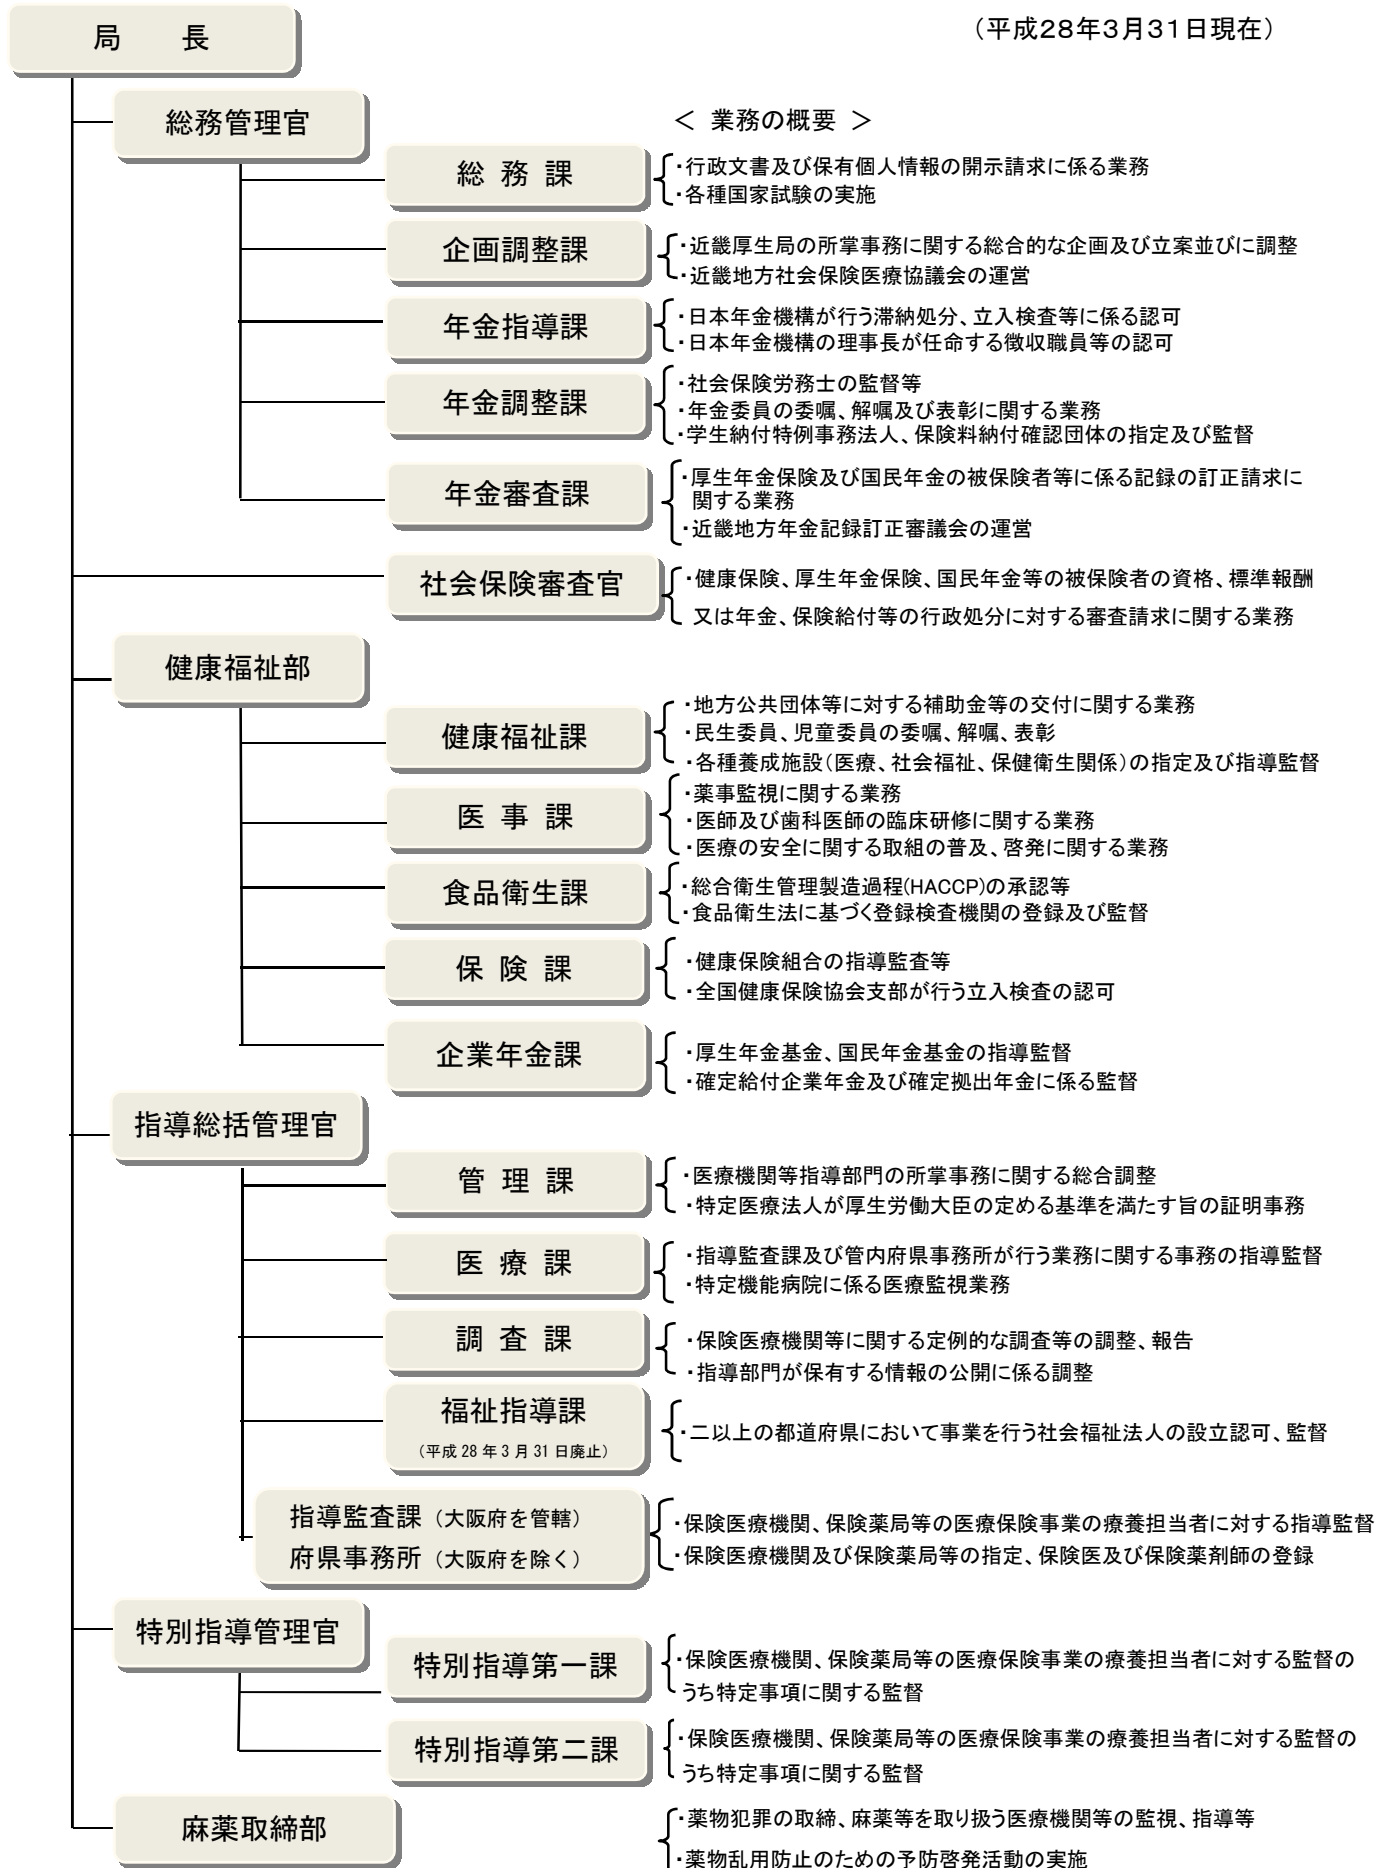 局　長
（平成28年3月31日現在）
総務管理官
＜ 業務の概要 ＞
総 務 課
・行政文書及び保有個人情報の開示請求に係る業務
・各種国家試験の実施
企画調整課
・近畿厚生局の所掌事務に関する総合的な企画及び立案並びに調整
・近畿地方社会保険医療協議会の運営
年金指導課
・日本年金機構が行う滞納処分、立入検査等に係る認可
・日本年金機構の理事長が任命する徴収職員等の認可
年金調整課
・社会保険労務士の監督等
・年金委員の委嘱、解嘱及び表彰に関する業務
・学生納付特例事務法人、保険料納付確認団体の指定及び監督
年金審査課
・厚生年金保険及び国民年金の被保険者等に係る記録の訂正請求に
関する業務
・近畿地方年金記録訂正審議会の運営
社会保険審査官
・健康保険、厚生年金保険、国民年金等の被保険者の資格、標準報酬
又は年金、保険給付等の行政処分に対する審査請求に関する業務
健康福祉部
健康福祉課
・地方公共団体等に対する補助金等の交付に関する業務
・民生委員、児童委員の委嘱、解嘱、表彰
・各種養成施設（医療、社会福祉、保健衛生関係）の指定及び指導監督
医 事 課
・薬事監視に関する業務
・医師及び歯科医師の臨床研修に関する業務
・医療の安全に関する取組の普及、啓発に関する業務
食品衛生課
・総合衛生管理製造過程(HACCP)の承認等
・食品衛生法に基づく登録検査機関の登録及び監督
保 険 課
・健康保険組合の指導監査等
・全国健康保険協会支部が行う立入検査の認可
企業年金課
・厚生年金基金、国民年金基金の指導監督
・確定給付企業年金及び確定拠出年金に係る監督
指導総括管理官
管 理 課
・医療機関等指導部門の所掌事務に関する総合調整
・特定医療法人が厚生労働大臣の定める基準を満たす旨の証明事務
医 療 課
・指導監査課及び管内府県事務所が行う業務に関する事務の指導監督
・特定機能病院に係る医療監視業務
調 査 課
・保険医療機関等に関する定例的な調査等の調整、報告
・指導部門が保有する情報の公開に係る調整
福祉指導課
（平成 28 年 3 月 31 日廃止）
・二以上の都道府県において事業を行う社会福祉法人の設立認可、監督
指導監査課（大阪府を管轄）
府県事務所（大阪府を除く）
・保険医療機関、保険薬局等の医療保険事業の療養担当者に対する指導監督
・保険医療機関及び保険薬局等の指定、保険医及び保険薬剤師の登録
特別指導管理官
特別指導第一課
・保険医療機関、保険薬局等の医療保険事業の療養担当者に対する監督の
うち特定事項に関する監督
特別指導第二課
・保険医療機関、保険薬局等の医療保険事業の療養担当者に対する監督の
うち特定事項に関する監督
麻薬取締部
・薬物犯罪の取締、麻薬等を取り扱う医療機関等の監視、指導等
・薬物乱用防止のための予防啓発活動の実施